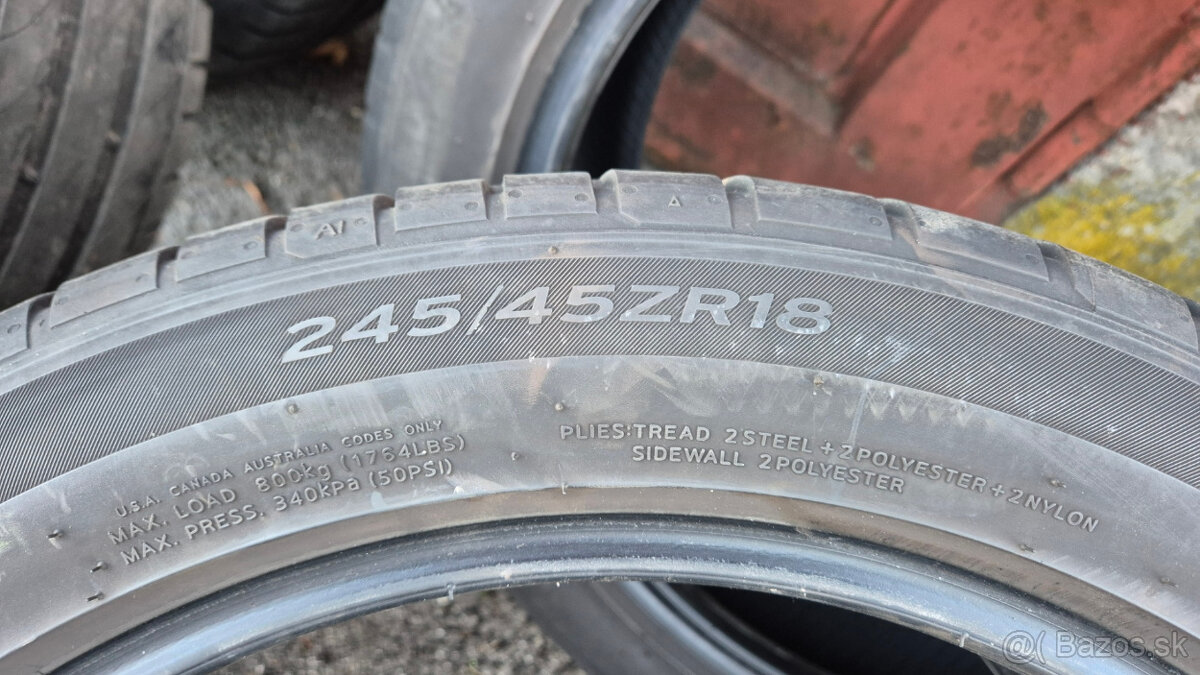 AI
Δ
245/45ZR18
U.S.A. CANADA AUSTRALIA CODES ONLY
MAX. LOAD 800kg (1764LBS)
MAX. PRESS. 340kPa (50PSI)
PLIES:TREAD 2STEEL+2POLYESTER+2NYLON
SIDEWALL 2POLYESTER
@( Bazos.sk